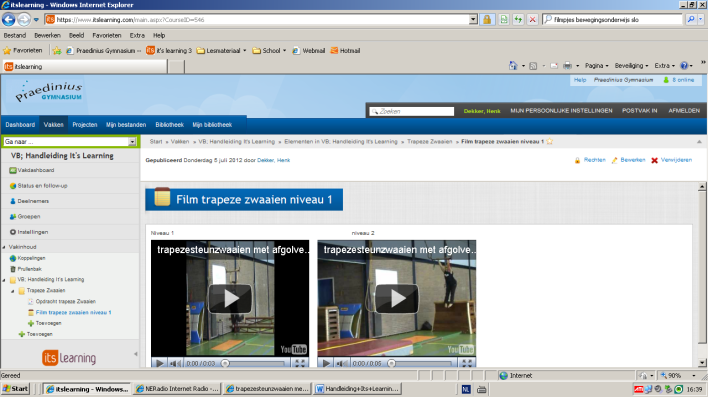 itslearning - Windows Internet Explorer
https://www.itslearning.com/main.aspx?CourseID=546
filmpjes bewegingsonderwijs slo
Bestand Bewerken Beeld Favorieten Extra Help
Favorieten Praedinius Gymnasium -- it's learning 3 Lesmateriaal School Webmail Hotmail
itslearning
Pagina Beveiliging Extra
Praedinius
GYMNASIUM
Help Praedinius Gymnasium 8 online
Zoeken Dekker, Henk MIJN PERSOONLIJKE INSTELLINGEN POSTVAK IN AFMELDEN
Dashboard Vakken Projecten Mijn bestanden Bibliotheek Mijn bibliotheek
Ga naar ...
Start » Vakken » VB; Handleiding It's Learning » Elementen in VB; Handleiding It's Learning » Trapeze Zwaaien » Film trapeze zwaaien niveau 1
VB; Handleiding It's Learning
Gepubliceerd Donderdag 5 juli 2012 door Dekker, Henk
Rechten Bewerken Verwijderen
Vakdashboard
Status en follow-up
Deelnemers
Groepen
Instellingen
Vakinhoud
Koppelingen
Prullenbak
VB; Handleiding It's Learning
Trapeze Zwaaien
Opdracht trapeze Zwaaien
Film trapeze zwaaien niveau 1
Toevoegen
Toevoegen
its Learning
Film trapeze zwaaien niveau 1
Niveau 1 niveau 2
trapezesteunzwaaien met afgolve...
trapezesteunzwaaien met afgolve...
YouTube
YouTube
0:00 / 0:03
0:00 / 0:05
Gereed Internet 90%
Start itslearning - Windows... NERadio Internet Radio -... trapezesteunzwaaien met... Handleiding+Its+Learnin... NL 16:39